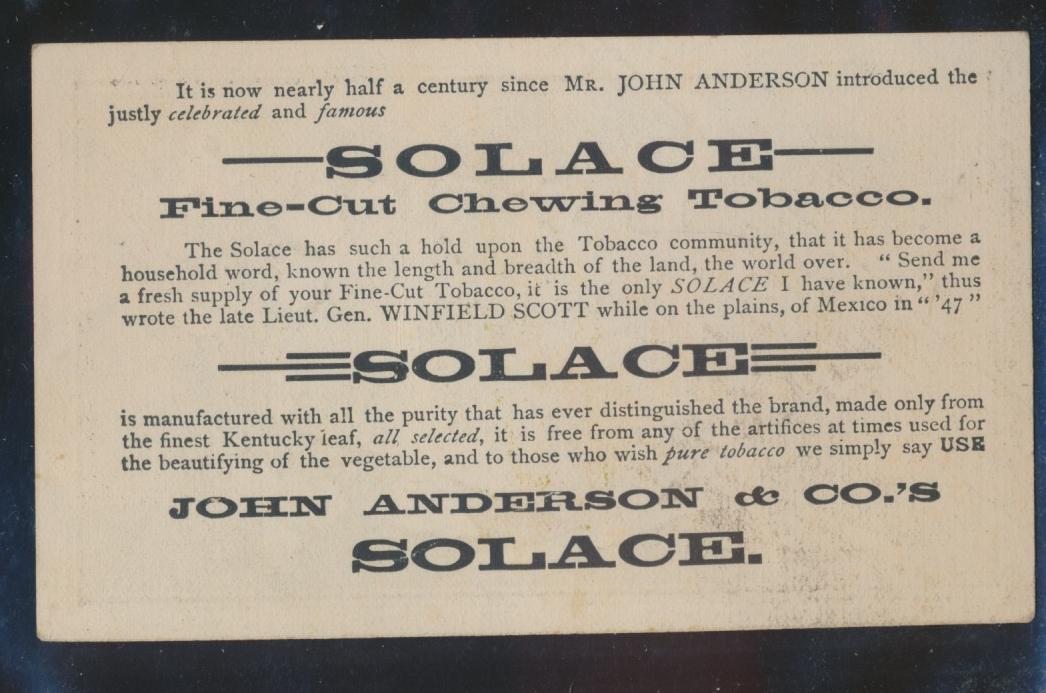 It is now nearly half a century since MR. JOHN ANDERSON introduced the
justly celebrated and famous
SOLACE
Fine-Cut Chewing Tobacco.
The Solace has such a hold upon the Tobacco community, that it has become a
household word, known the length and breadth of the land, the world over. “ Send me
a fresh supply of your Fine-Cut Tobacco, it is the only SOLACE I have known,” thus
wrote the late Lieut. Gen. WINFIELD SCOTT while on the plains, of Mexico in “ '47 ”
SOLACE
is manufactured with all the purity that has ever distinguished the brand, made only from
the finest Kentucky leaf, all selected, it is free from any of the artifices at times used for
the beautifying of the vegetable, and to those who wish pure tobacco we simply say USE
JOHN ANDERSON & CO.'S
SOLACE.